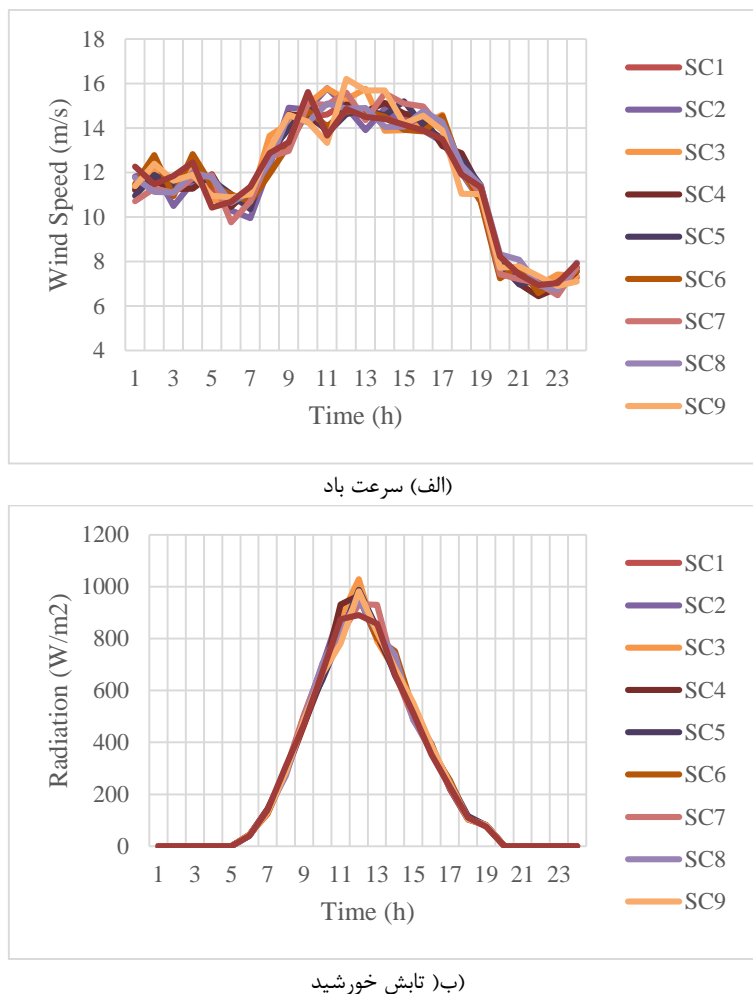 18
16
14
12
10
8
6
4
Wind Speed (m/s)
1 3 5 7 9 11 13 15 17 19 21 23
Time (h)
SC1
SC2
SC3
SC4
SC5
SC6
SC7
SC8
SC9
(الف) سرعت باد
1200
1000
800
600
400
200
0
Radiation (W/m2)
1 3 5 7 9 11 13 15 17 19 21 23
Time (h)
SC1
SC2
SC3
SC4
SC5
SC6
SC7
SC8
SC9
)ب( تابش خورشید